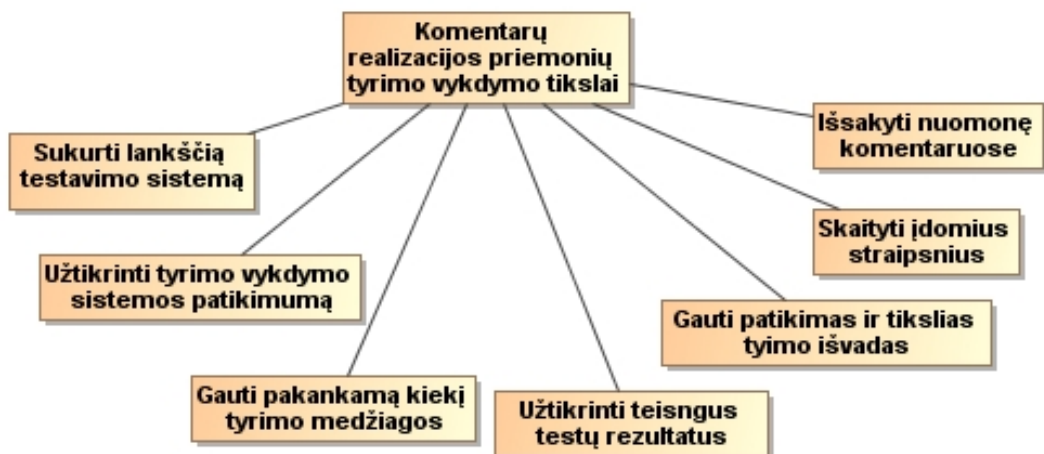 Komentarų
realizacijos priemonių
tyrimo vykdymo tikslai
Sukurti lankščią
testavimo sistemą
Užtikrinti tyrimo vykdymo
sistemos patikimumą
Gauti pakankamą kiekį
tyrimo medžiagos
Užtikrinti teisngus
testų rezultatus
Gauti patikimas ir tikslias
tyimo išvadas
Skaityti įdomius
straipsnius
Išsakyti nuomonę
komentaruose